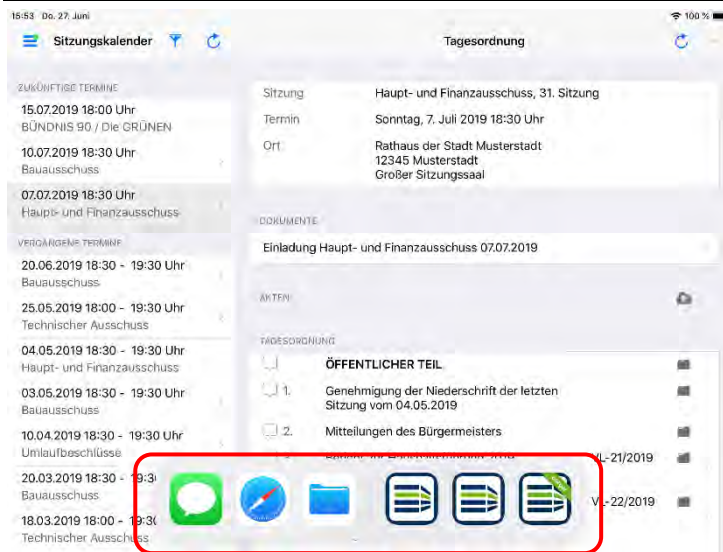 15:53 Do. 27. Juni
100 %
Sitzungskalender
Tagesordnung
ZUKÜNFTIGE TERMINE
15.07.2019 18:00 Uhr
BÜNDNIS 90 / Die GRÜNEN
10.07.2019 18:30 Uhr
Bauausschuss
07.07.2019 18:30 Uhr
Haupt- und Finanzausschuss
VERGANGENE TERMINE
20.06.2019 18:30 - 19:30 Uhr
Bauausschuss
25.05.2019 18:00 - 19:30 Uhr
Technischer Ausschuss
04.05.2019 18:30 - 19:30 Uhr
Haupt- und Finanzausschuss
03.05.2019 18:30 - 19:30 Uhr
Bauausschuss
10.04.2019 18:30 - 19:30 Uhr
Umlaufbeschlüsse
20.03.2019 18:30 - 19:3
Bauausschuss
18.03.2019 18:00 - 19:3
Technischer Ausschuss
Sitzung Haupt- und Finanzausschuss, 31. Sitzung
Termin Sonntag, 7. Juli 2019 18:30 Uhr
Ort Rathaus der Stadt Musterstadt
12345 Musterstadt
Großer Sitzungssaal
DOKUMENTE
Einladung Haupt- und Finanzausschuss 07.07.2019
AKTEN
TAGESORDNUNG
ÖFFENTLICHER TEIL
1. Genehmigung der Niederschrift der letzten
Sitzung vom 04.05.2019
2. Mitteilungen des Bürgermeisters
VL-21/2019
VL-22/2019